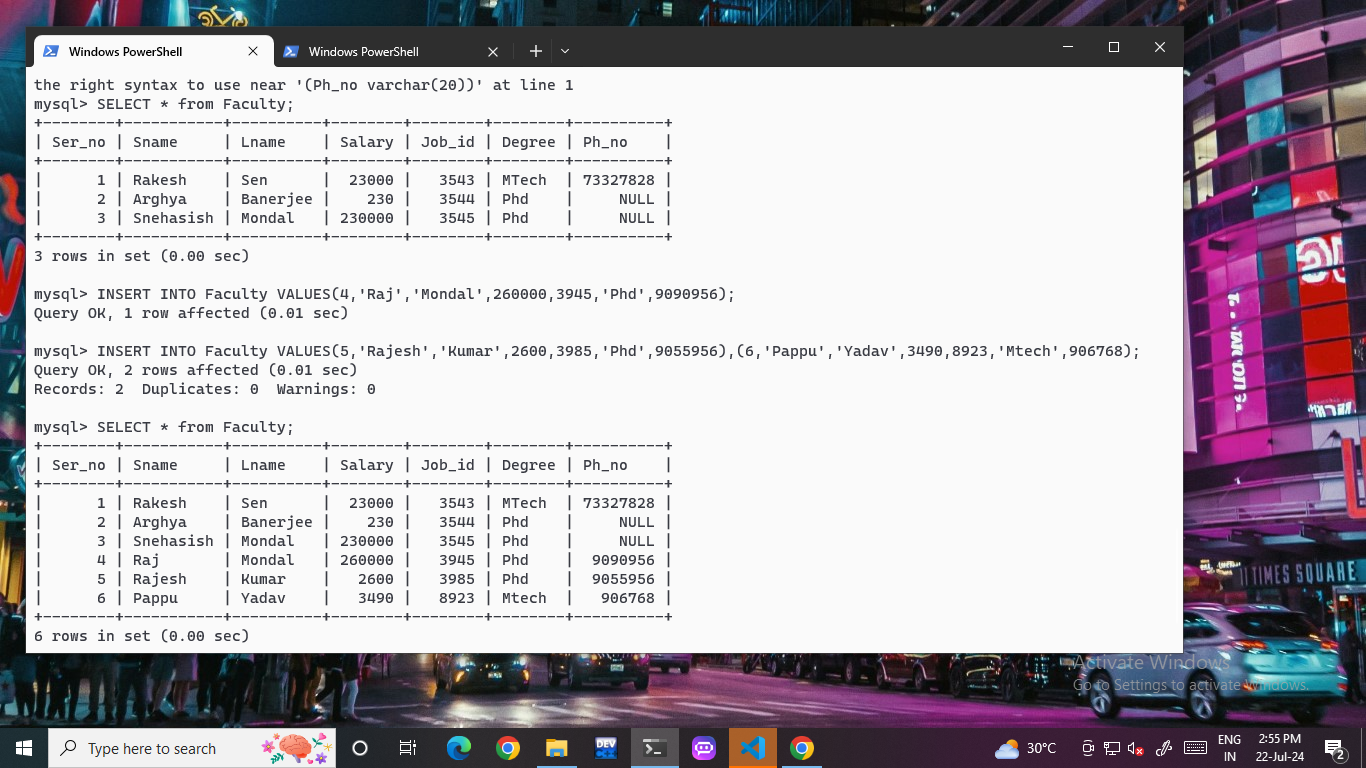 Windows PowerShell
Windows PowerShell
the right syntax to use near '(Ph_no varchar(20))' at line 1
mysql> SELECT * from Faculty;
+--------+-----------+----------+--------+--------+--------+----------+
| Ser_no | Sname     | Lname    | Salary | Job_id | Degree | Ph_no    |
+--------+-----------+----------+--------+--------+--------+----------+
|      1 | Rakesh    | Sen      |  23000 |   3543 | MTech  | 73327828 |
|      2 | Arghya    | Banerjee |    230 |   3544 | Phd    |     NULL |
|      3 | Snehasish | Mondal   | 230000 |   3545 | Phd    |     NULL |
+--------+-----------+----------+--------+--------+--------+----------+
3 rows in set (0.00 sec)
mysql> INSERT INTO Faculty VALUES(4,'Raj','Mondal',260000,3945,'Phd',9090956);
Query OK, 1 row affected (0.01 sec)
mysql> INSERT INTO Faculty VALUES(5,'Rajesh','Kumar',2600,3985,'Phd',9055956),(6,'Pappu','Yadav',3490,8923,'Mtech',906768);
Query OK, 2 rows affected (0.01 sec)
Records: 2  Duplicates: 0  Warnings: 0
mysql> SELECT * from Faculty;
+--------+-----------+----------+--------+--------+--------+----------+
| Ser_no | Sname     | Lname    | Salary | Job_id | Degree | Ph_no    |
+--------+-----------+----------+--------+--------+--------+----------+
|      1 | Rakesh    | Sen      |  23000 |   3543 | MTech  | 73327828 |
|      2 | Arghya    | Banerjee |    230 |   3544 | Phd    |     NULL |
|      3 | Snehasish | Mondal   | 230000 |   3545 | Phd    |     NULL |
|      4 | Raj       | Mondal   | 260000 |   3945 | Phd    |  9090956 |
|      5 | Rajesh    | Kumar    |   2600 |   3985 | Phd    |  9055956 |
|      6 | Pappu     | Yadav    |   3490 |   8923 | Mtech  |   906768 |
+--------+-----------+----------+--------+--------+--------+----------+
6 rows in set (0.00 sec)
11 TIMES SQUARE
Activate Windows
Go to Settings to activate Windows.
Type here to search
DEV
30°C
ENG
IN
2:55 PM
22-Jul-24
2